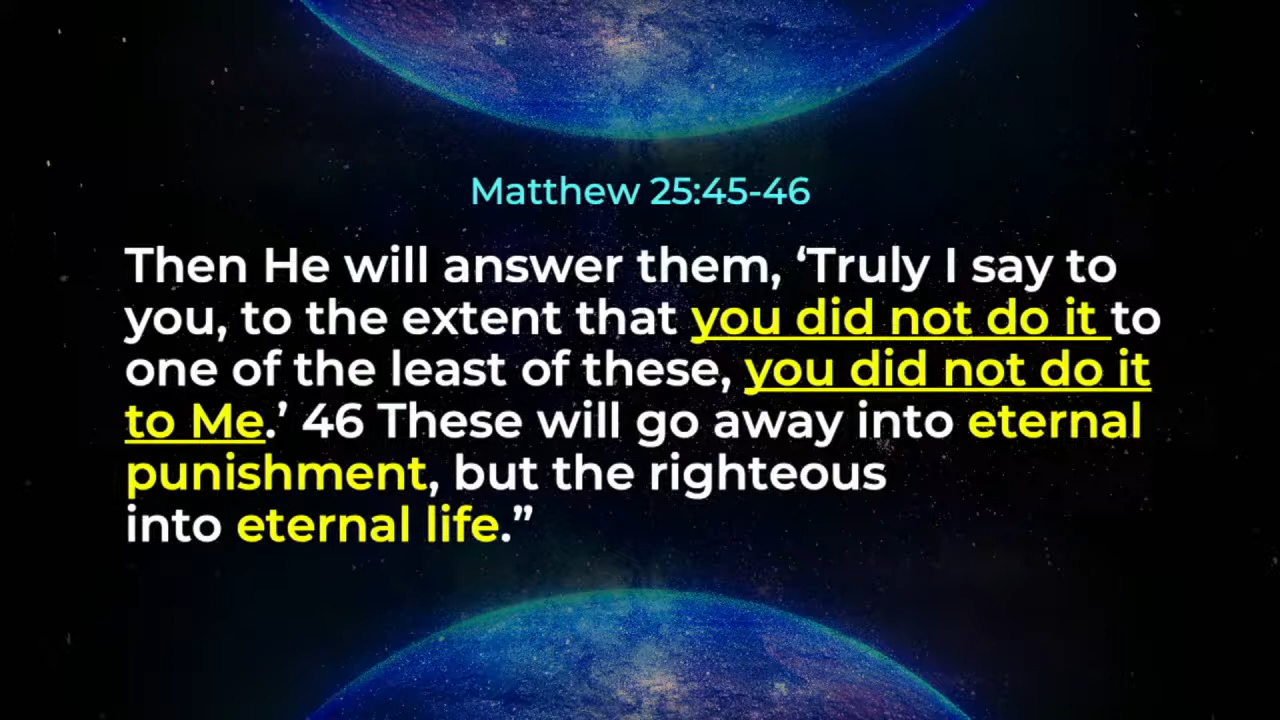 Matthew 25:45-46
Then He will answer them, ‘Truly I say to
you, to the extent that you did not do it to
one of the least of these, you did not do it
to Me.’ 46 These will go away into eternal
punishment, but the righteous
into eternal life.”